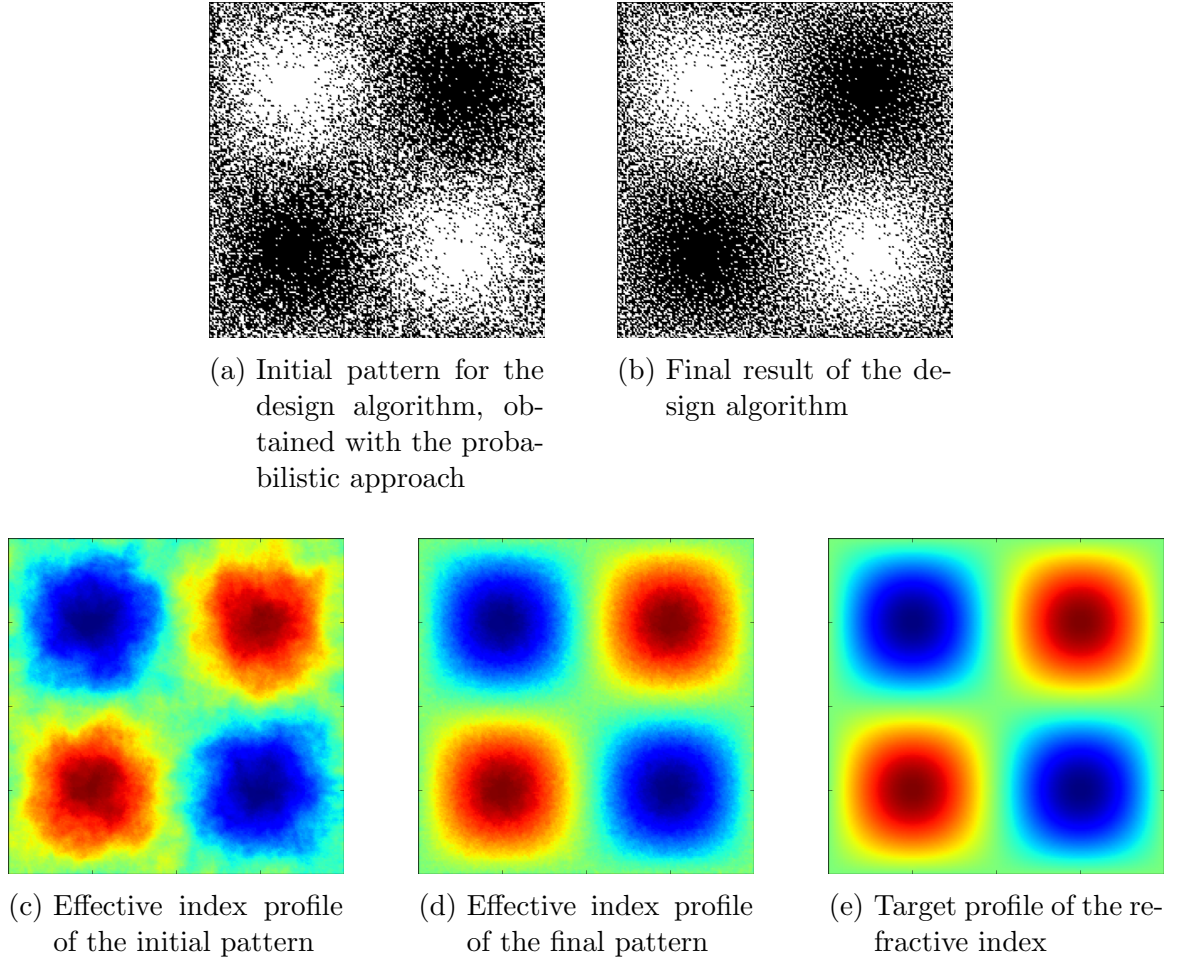 (a) Initial pattern for the
design algorithm, ob-
tained with the proba-
bilistic approach
(b) Final result of the de-
sign algorithm
(c) Effective index profile
of the initial pattern
(d) Effective index profile
of the final pattern
(e) Target profile of the re-
fractive index